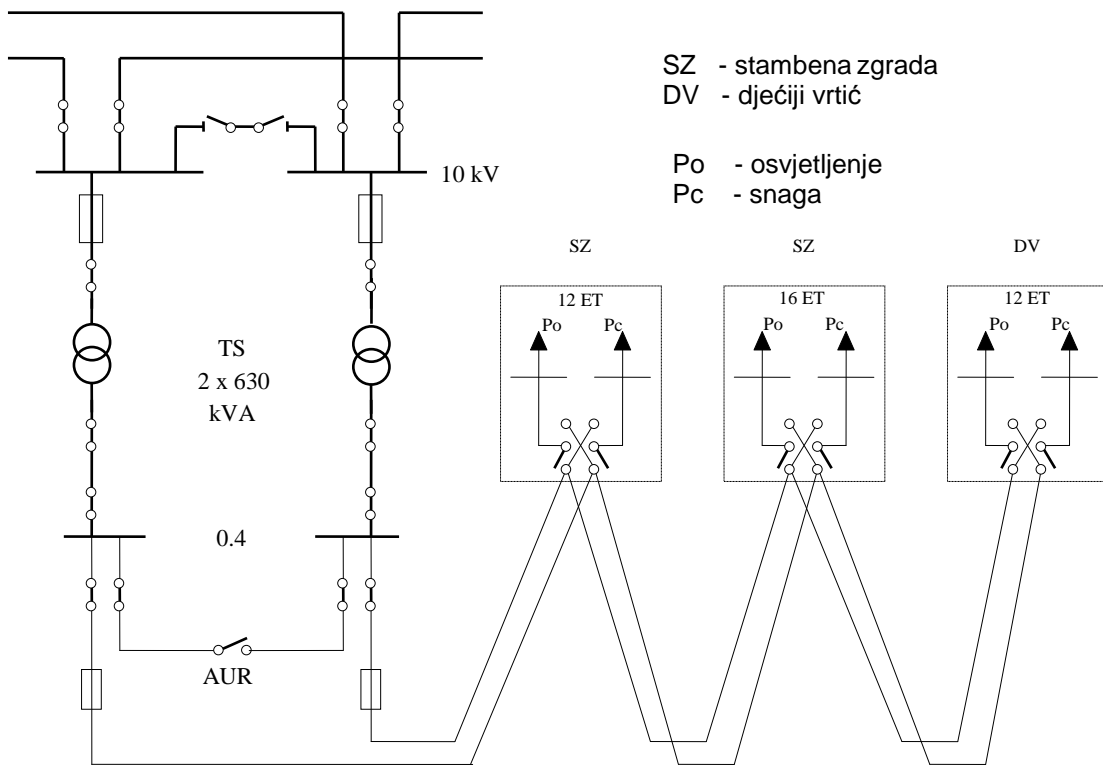 SZ - stambena zgrada
DV - djećiji vrtić
Po - osvjetljenje
Pc - snaga
10 kV
SZ
SZ
DV
12 ET
16 ET
12 ET
Po
Pc
Po
Pc
Po
Pc
TS
2 x 630
kVA
0.4
AUR